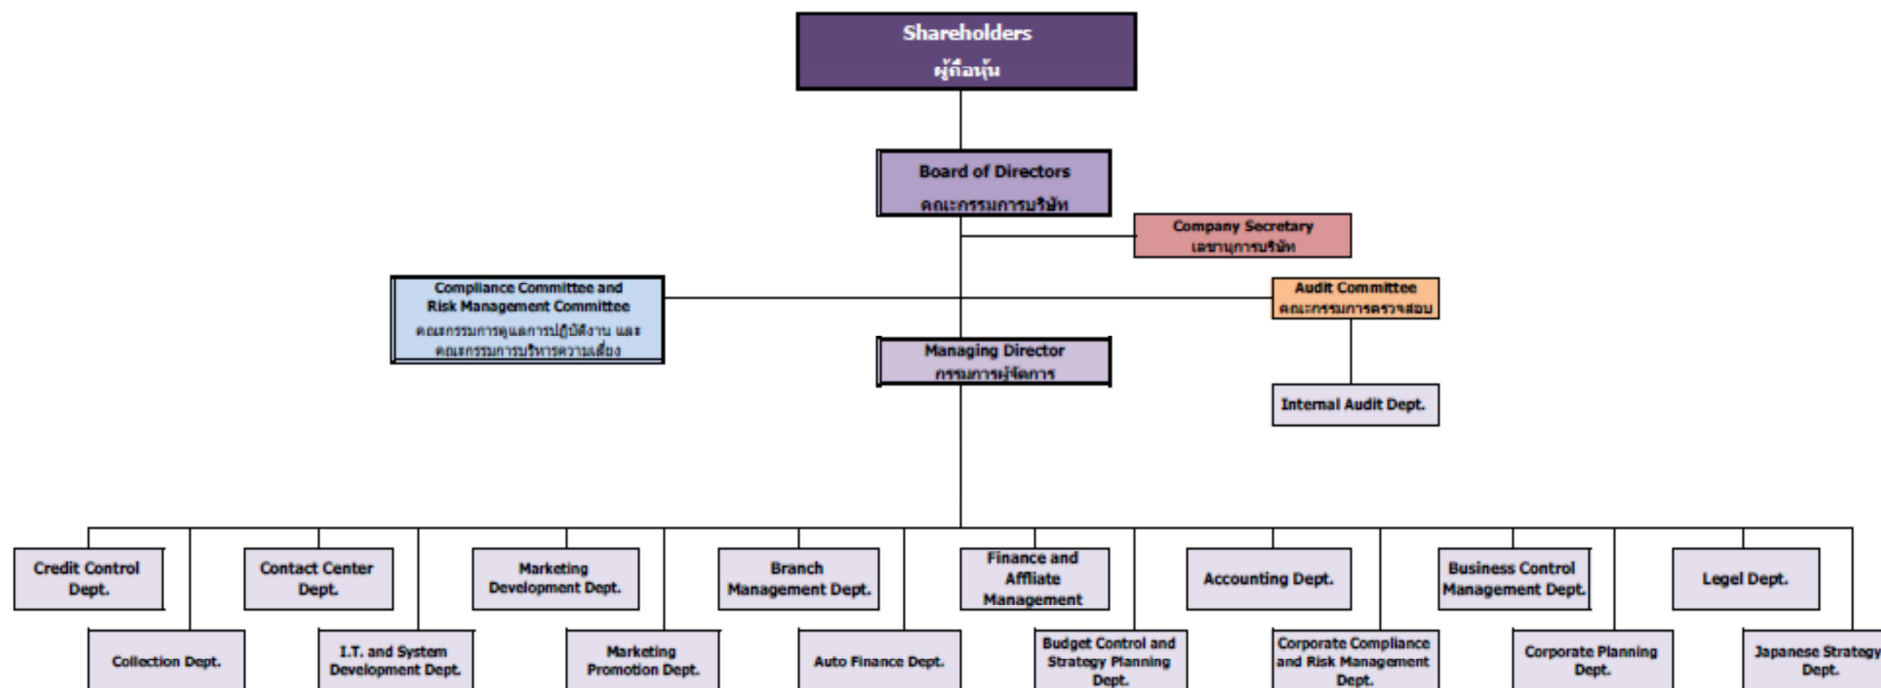 Shareholders
ผู้ถือหุ้น
Board of Directors
คณะกรรมการบริษัท
Company Secretary
เลขานุการบริษัท
Compliance Committee and
Risk Management Committee
คณะกรรมการดูแลการปฏิบัติงาน และ
คณะกรรมการบริหารความเสี่ยง
Audit Committee
คณะกรรมการตรวจสอบ
Managing Director
กรรมการผู้จัดการ
Internal Audit Dept.
Credit Control
Dept.
Contact Center
Dept.
Marketing
Development Dept.
Branch
Management Dept.
Finance and
Affliate
Management
Accounting Dept.
Business Control
Management Dept.
Legel Dept.
Collection Dept.
I.T. and System
Development Dept.
Marketing
Promotion Dept.
Auto Finance Dept.
Budget Control and
Strategy Planning
Dept.
Corporate Compliance
and Risk Management
Dept.
Corporate Planning
Dept.
Japanese Strategy
Dept.